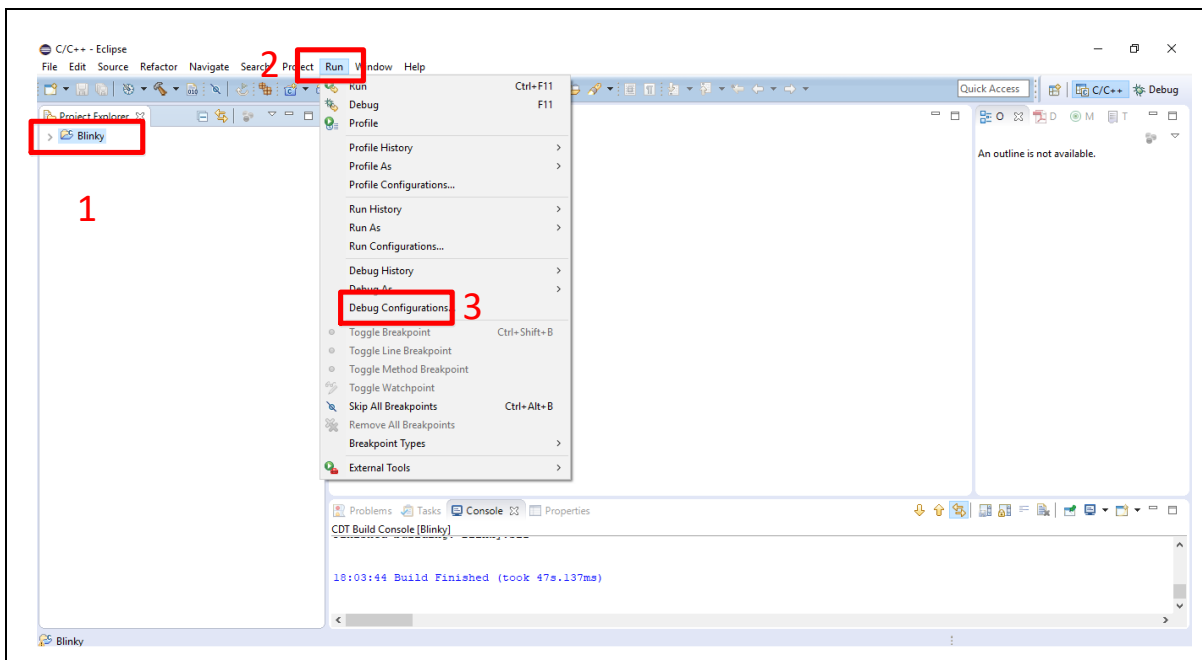 C/C++ - Eclipse
File Edit Source Refactor Navigate Search Project Run Window Help
2
Quick Access
C/C++
Debug
Project Explorer
Blinky
1
Run Ctrl+F11
Debug F11
Profile
Profile History
Profile As
Profile Configurations...
Run History
Run As
Run Configurations...
Debug History
Debug As
Debug Configurations...
3
Toggle Breakpoint Ctrl+Shift+B
Toggle Line Breakpoint
Toggle Method Breakpoint
Toggle Watchpoint
Skip All Breakpoints Ctrl+Alt+B
Remove All Breakpoints
Breakpoint Types
External Tools
O D M T
An outline is not available.
Problems Tasks Console Properties
CDT Build Console [Blinky]
18:03:44 Build Finished (took 47s.137ms)
Blinky